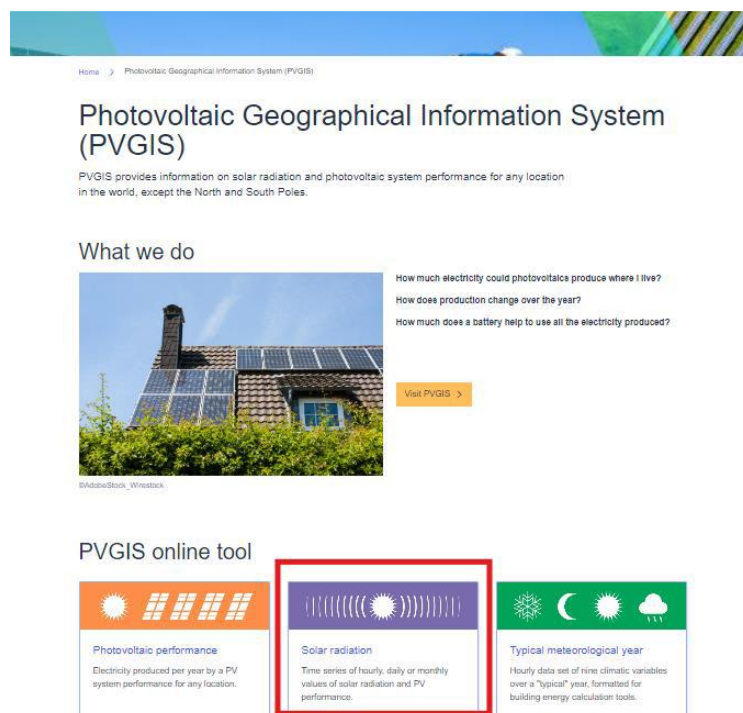 Home > Photovoltaic Geographical Information System (PVGIS)
Photovoltaic Geographical Information System
(PVGIS)
PVGIS provides information on solar radiation and photovoltaic system performance for any location
in the world, except the North and South Poles.
What we do
How much electricity could photovoltaics produce where I live?
How does production change over the year?
How much does a battery help to use all the electricity produced?
Visit PVGIS >
©AdobeStock_Wirestock
PVGIS online tool
Photovoltaic performance
Electricity produced per year by a PV
system performance for any location.
Solar radiation
Time series of hourly, daily or monthly
values of solar radiation and PV
performance.
Typical meteorological year
Hourly data set of nine climatic variables
over a "typical" year, formatted for
building energy calculation tools.